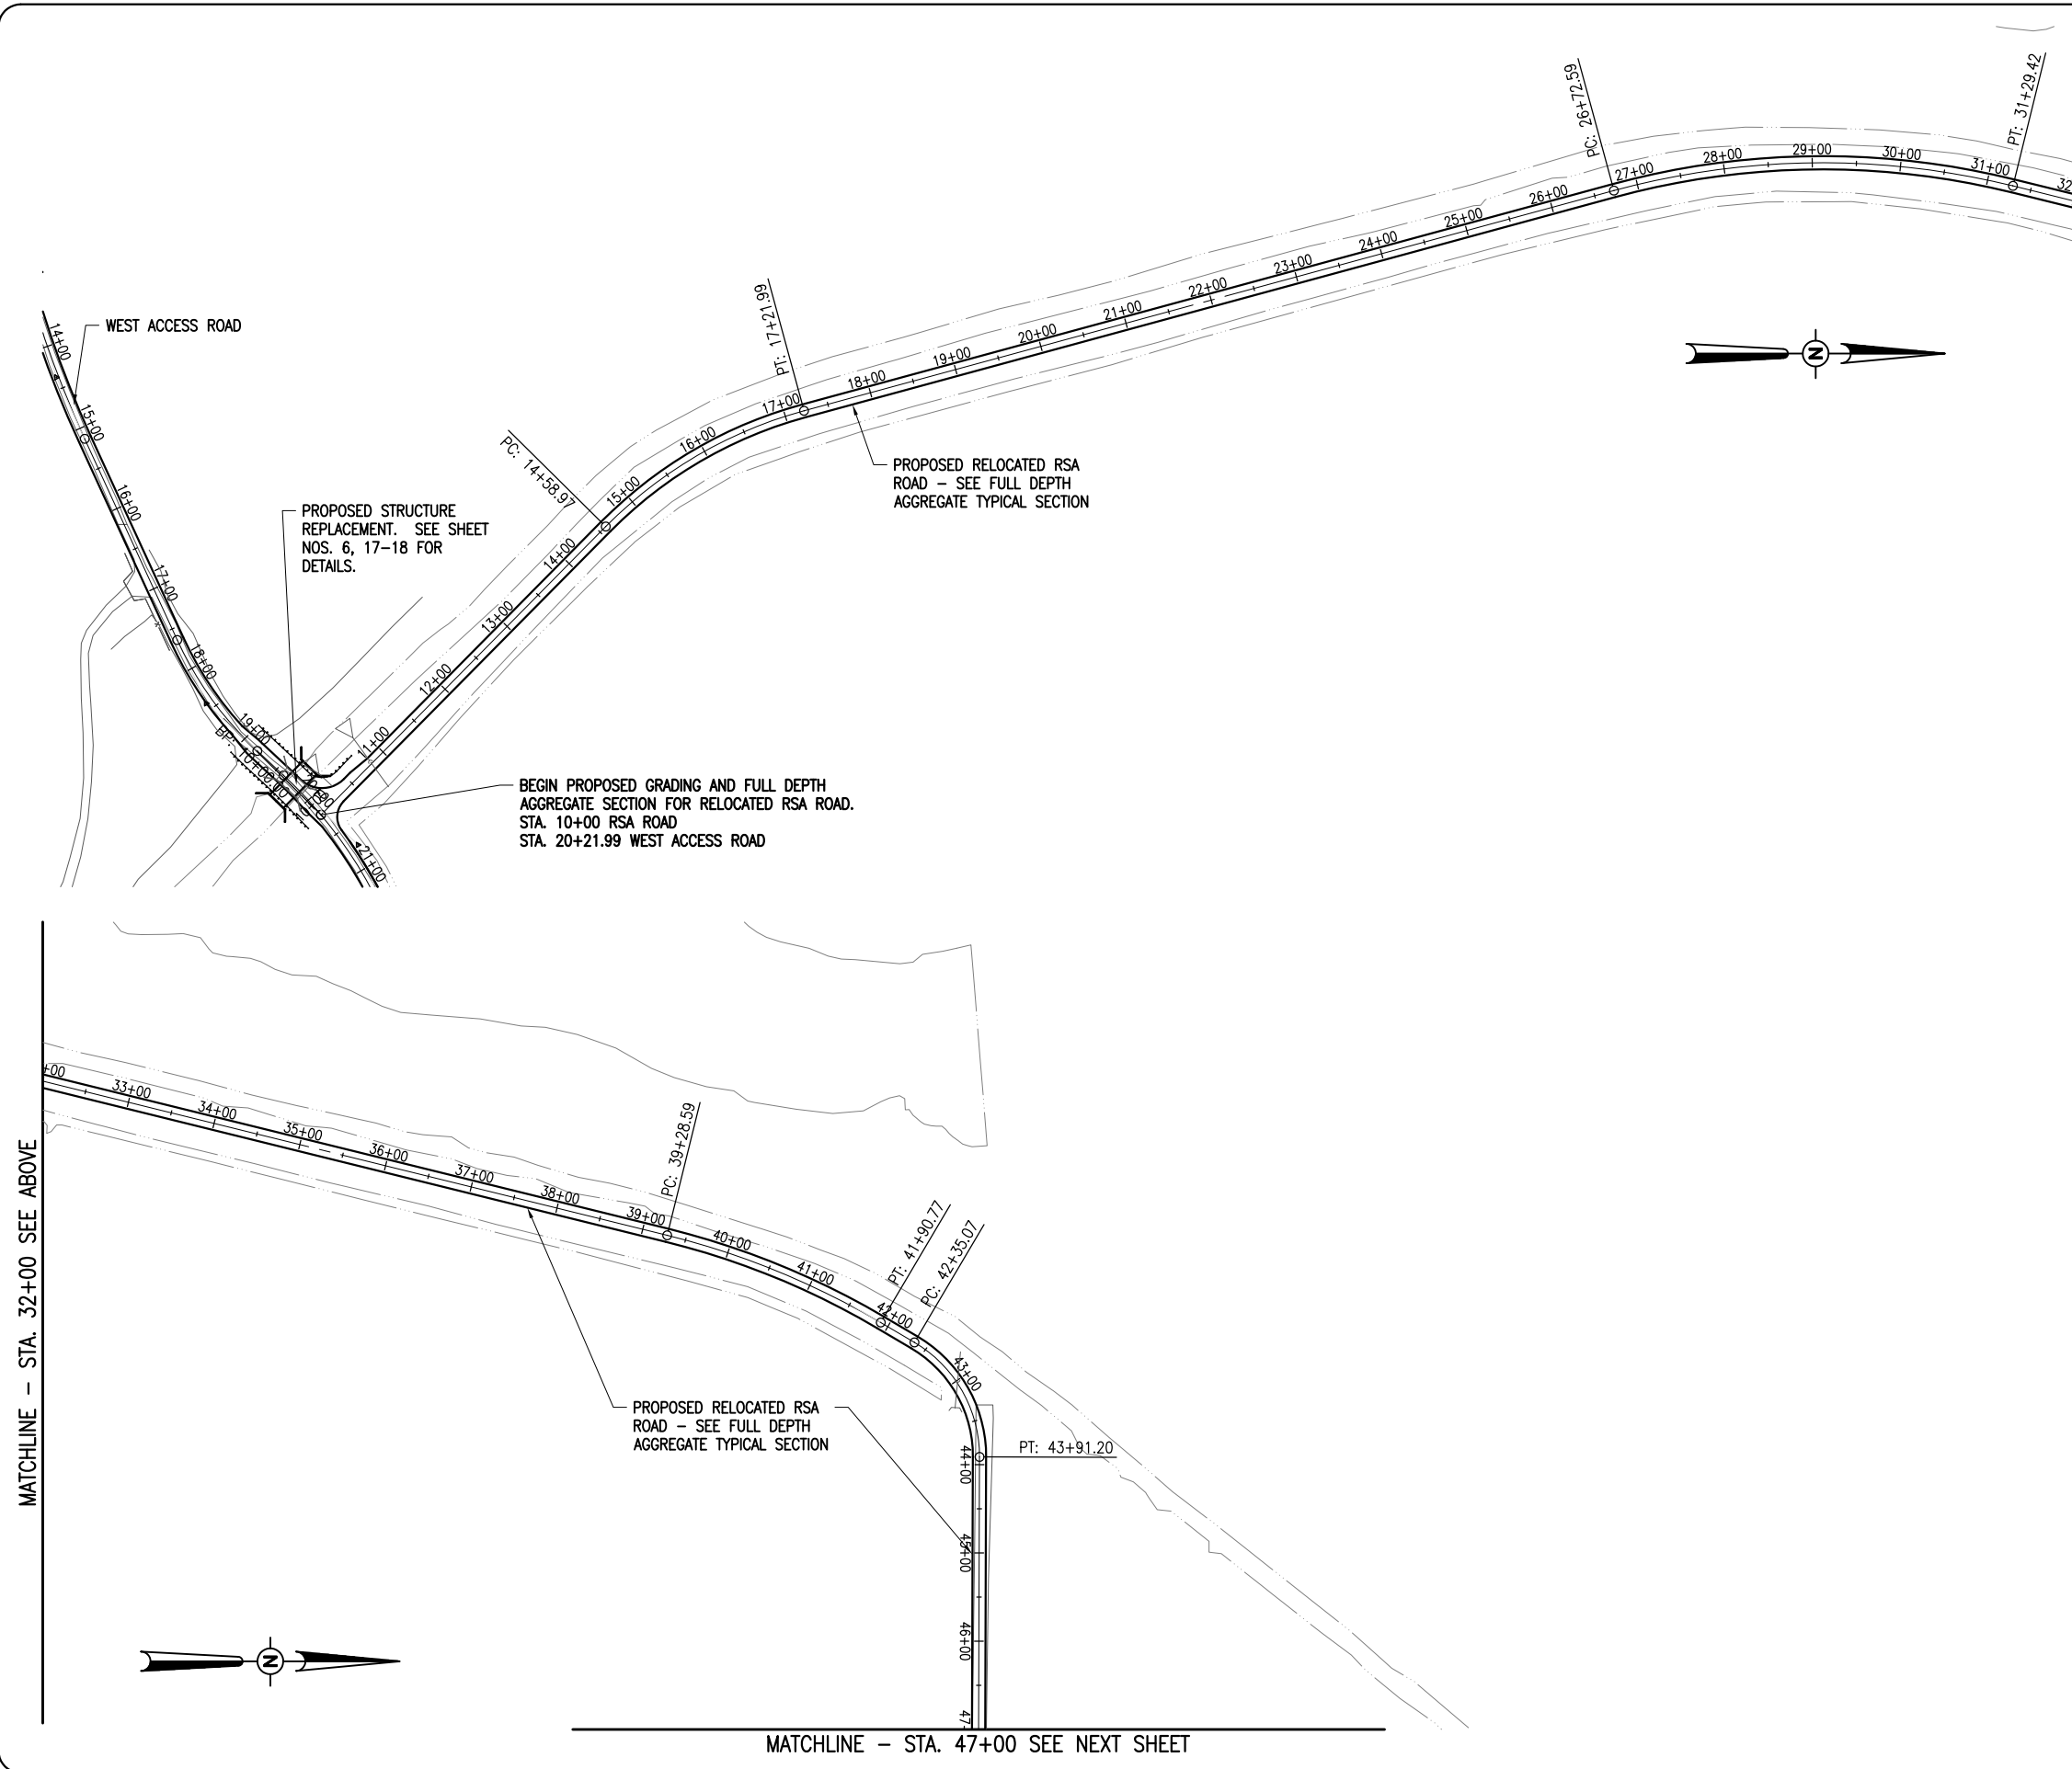 PC: 26+72.59
PT: 31+29.42
27+00
28+00
29+00
30+00
31+00
32
26+00
25+00
24+00
23+00
22+00
21+00
20+00
19+00
18+00
PT: 17+21.99
17+00
16+00
15+00
PC: 14+58.97
14+00
13+00
12+00
11+00
N
WEST ACCESS ROAD
14+00
15+00
16+00
17+00
18+00
19+00
BP: 10+00.00
21+00
PROPOSED STRUCTURE
REPLACEMENT. SEE SHEET
NOS. 6, 17-18 FOR
DETAILS.
PROPOSED RELOCATED RSA
ROAD - SEE FULL DEPTH
AGGREGATE TYPICAL SECTION
BEGIN PROPOSED GRADING AND FULL DEPTH
AGGREGATE SECTION FOR RELOCATED RSA ROAD.
STA. 10+00 RSA ROAD
STA. 20+21.99 WEST ACCESS ROAD
MATCHLINE - STA. 32+00 SEE ABOVE
+00
33+00
34+00
35+00
36+00
37+00
38+00
39+00
PC: 39+28.59
40+00
41+00
PT: 41+90.77
42+00
PC: 42+35.07
43+00
PT: 43+91.20
44+00
45+00
46+00
47
PROPOSED RELOCATED RSA
ROAD - SEE FULL DEPTH
AGGREGATE TYPICAL SECTION
N
MATCHLINE - STA. 47+00 SEE NEXT SHEET